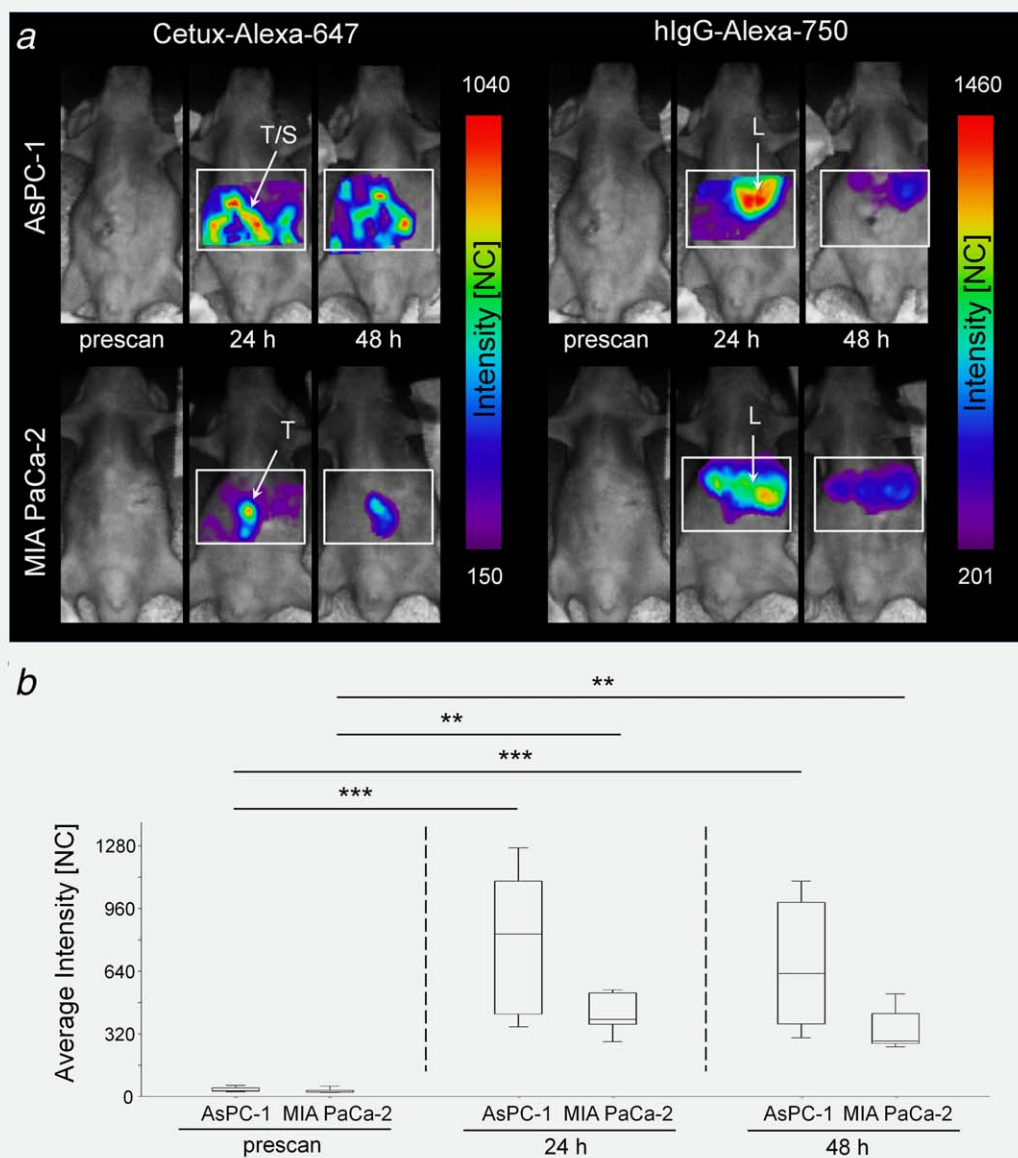 a
Cetux-Alexa-647
hIgG-Alexa-750
AsPC-1
T/S
1040
L
1460
Intensity [NC]
Intensity [NC]
prescan
24 h
48 h
prescan
24 h
48 h
MIA PaCa-2
T
L
150
201
b
**
**
***
***
Average Intensity [NC]
1280
960
640
320
0
AsPC-1 MIA PaCa-2
AsPC-1 MIA PaCa-2
AsPC-1 MIA PaCa-2
prescan
24 h
48 h